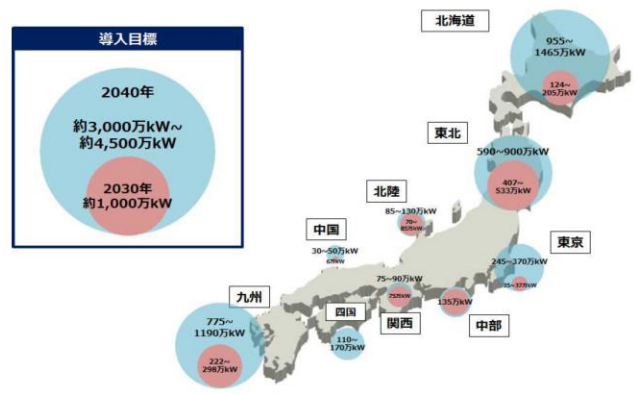 導入目標
2040年
約3,000万kW~
約4,500万kW
2030年
約1,000万kW
北海道
955~
1465万kW
124~
205万kW
東北
590~900万kW
407~
533万kW
北陸
85~130万kW
70~
85万kW
中国
30~50万kW
東京
245~370万kW
75~90万kW
関西
135万kW
中部
四国
110~
170万kW
九州
775~
1190万kW
222~
298万kW